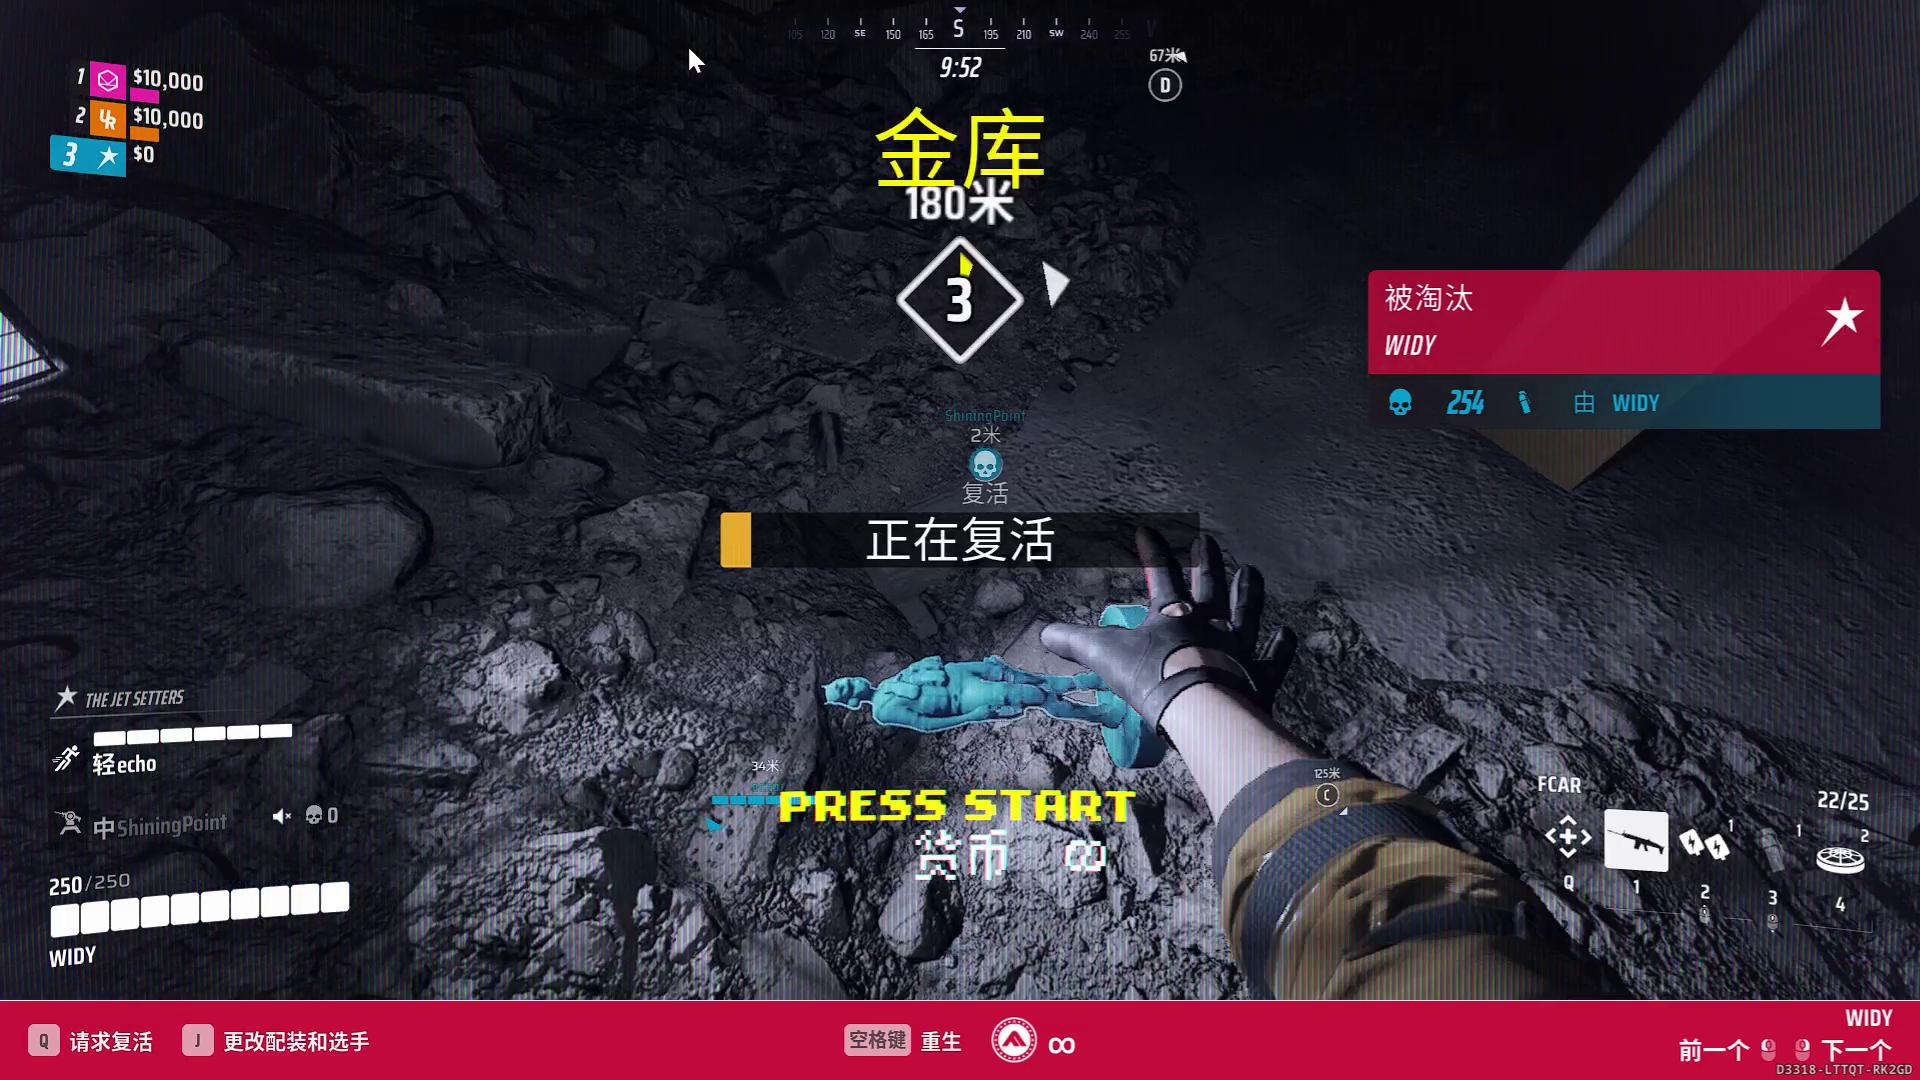 105 120 SE 150 165 S 195 210 SW 240 255 V
9:52
67米
D
1 $10,000
2 $10,000
3 $0
金库
180米
3
被淘汰
WIDY
254 由 WIDY
ShiningPoint
2米
复活
正在复活
THE JET SETTERS
轻echo
中ShiningPoint 0
250/250
WIDY
34米
PRESS START
货币 ∞
125米
C
FCAR
22/25
1 1 2
Q 1 2 3 4
Q 请求复活 J 更改配装和选手
空格键 重生 ∞
WIDY
前一个 下一个
D3318-LTTQT-RK2GD